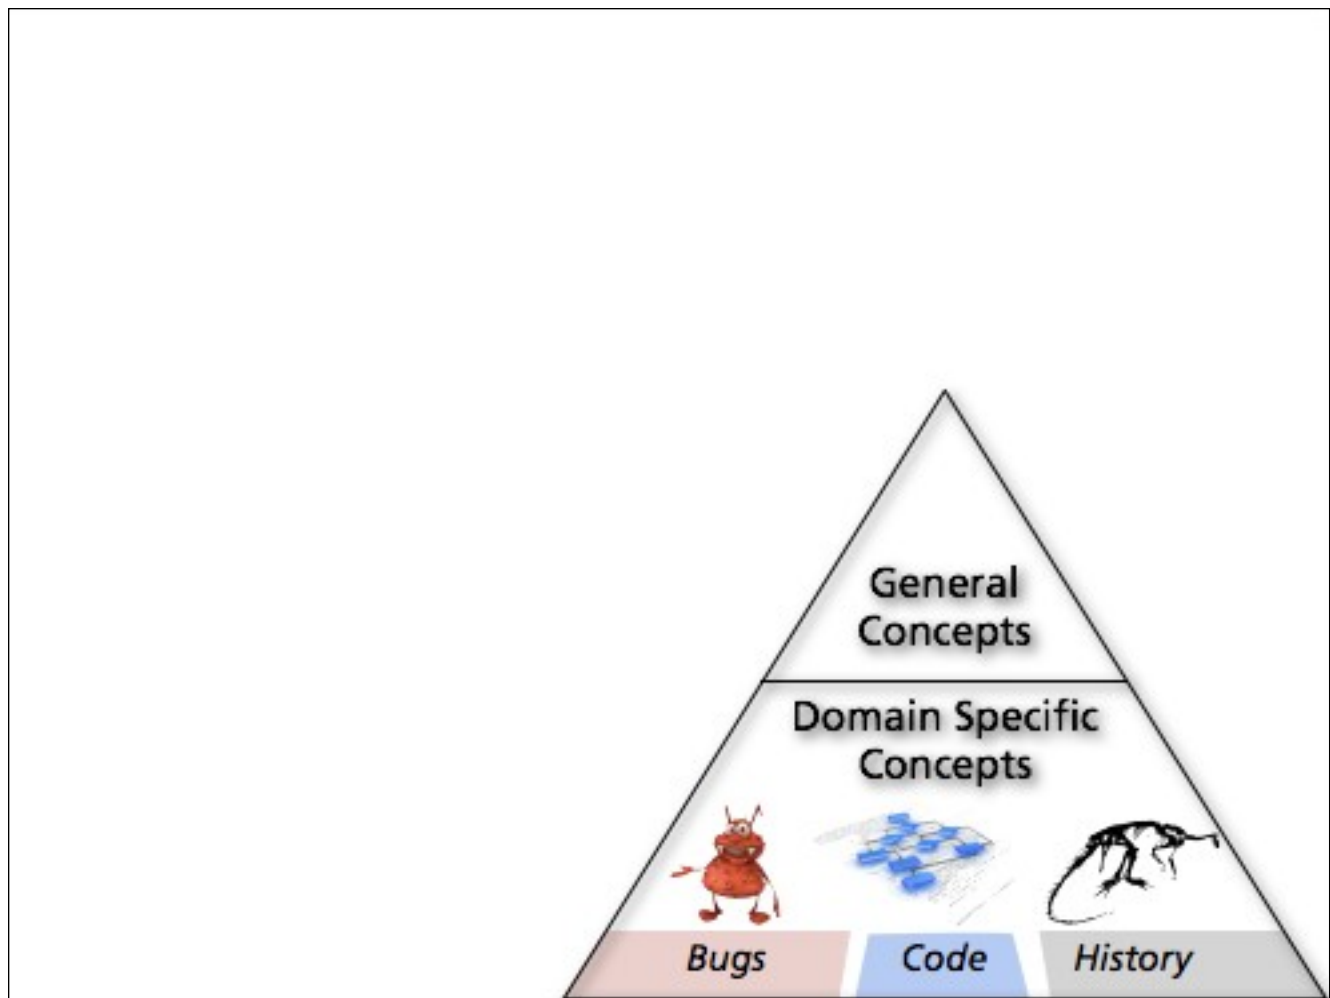 General
Concepts
Domain Specific
Concepts
Bugs
Code
History